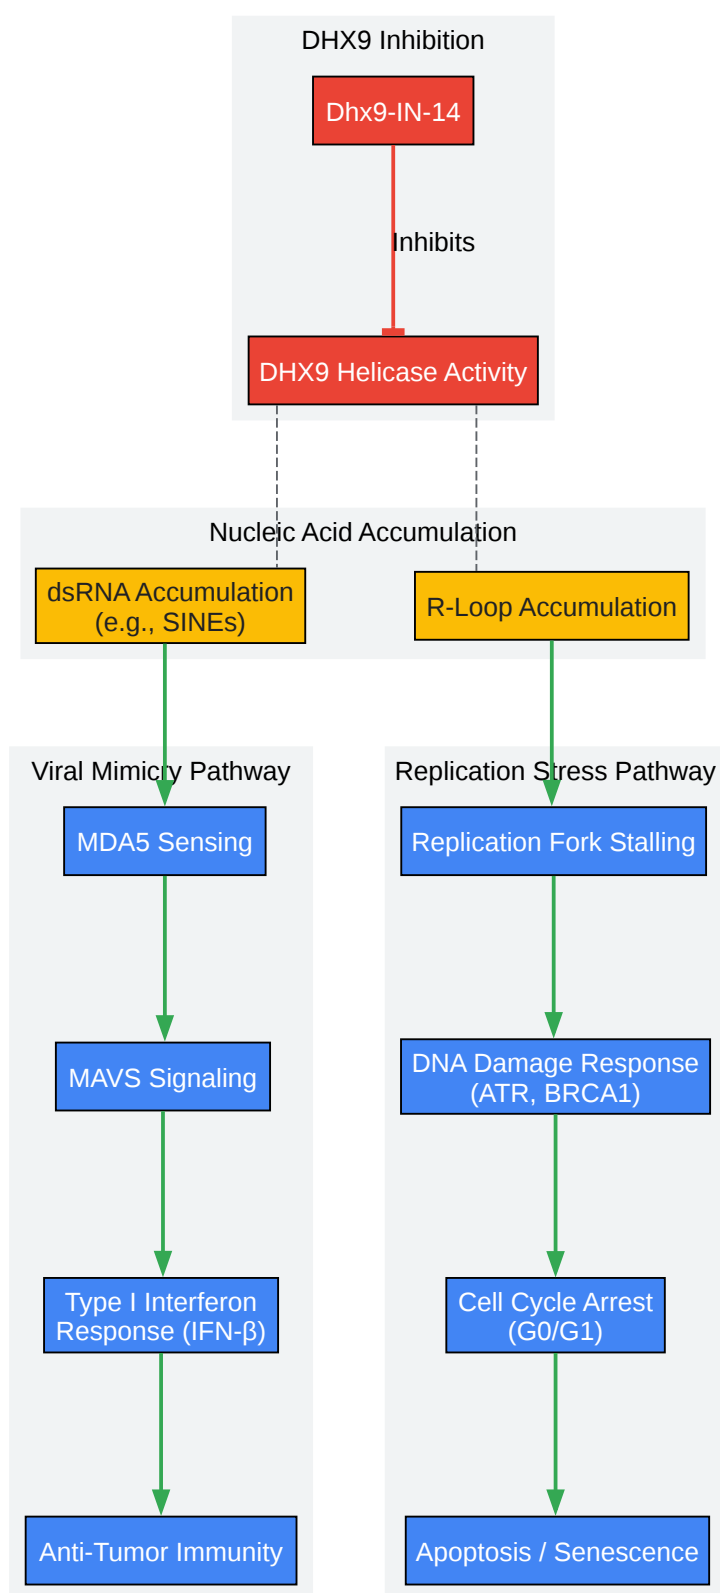 DHX9 Inhibition
Dhx9-IN-14
Inhibits
DHX9 Helicase Activity
Nucleic Acid Accumulation
dsRNA Accumulation
(e.g., SINEs)
R-Loop Accumulation
Viral Mimicry Pathway
Replication Stress Pathway
MDA5 Sensing
Replication Fork Stalling
MAVS Signaling
DNA Damage Response
(ATR, BRCA1)
Type I Interferon
Response (IFN-β)
Cell Cycle Arrest
(G0/G1)
Anti-Tumor Immunity
Apoptosis / Senescence